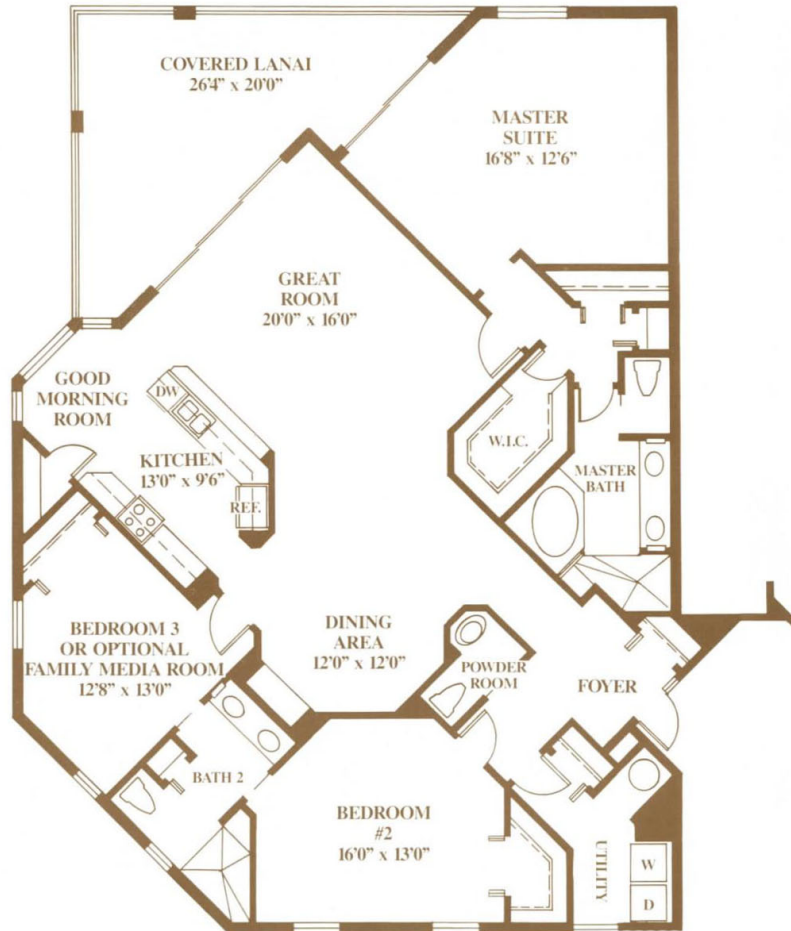 COVERED LANAI
26'4" x 20'0"
MASTER
SUITE
16'8" x 12'6"
GREAT
ROOM
20'0" x 16'0"
GOOD
MORNING
ROOM
DW
KITCHEN
13'0" x 9'6"
REF.
W.I.C.
MASTER
BATH
BEDROOM 3
OR OPTIONAL
FAMILY MEDIA ROOM
12'8" x 13'0"
DINING
AREA
12'0" x 12'0"
POWDER
ROOM
FOYER
BATH 2
BEDROOM
#2
16'0" x 13'0"
UTILITY
W
D